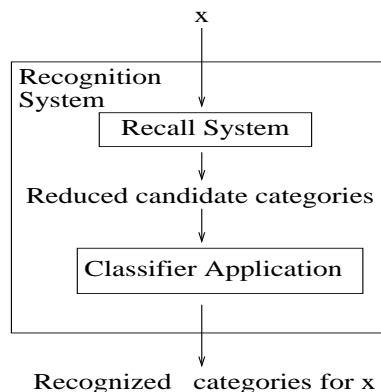 x
Recognition
System
Recall System
Reduced candidate categories
Classifier Application
Recognized categories for x